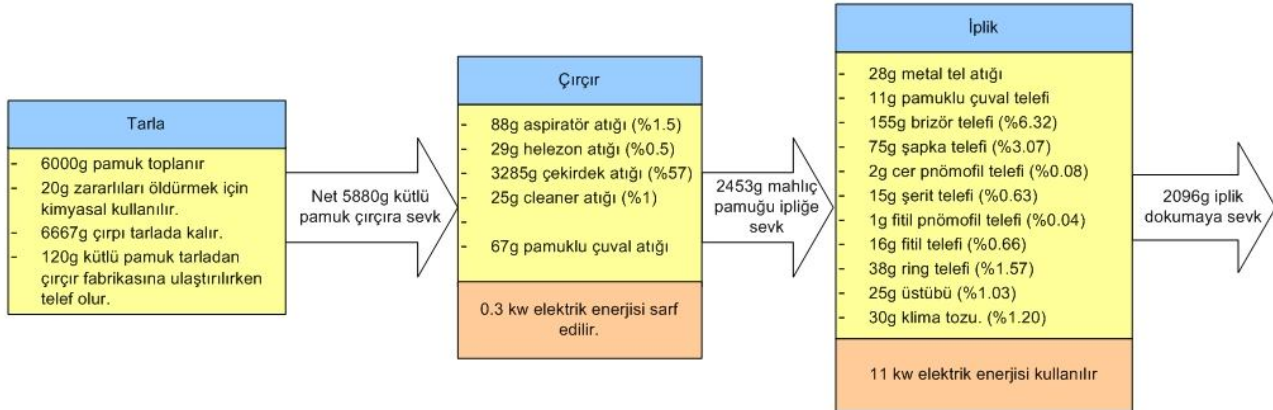 Tarla
- 6000g pamuk toplanır
- 20g zararlıları öldürmek için
kimyasal kullanılır.
- 6667g çırpı tarlada kalır.
- 120g kütlü pamuk tarladan
çırçır fabrikasına ulaştırılırken
telef olur.
Net 5880g kütlü
pamuk çırçıra sevk
Çırçır
- 88g aspiratör atığı (%1.5)
- 29g helezon atığı (%0.5)
- 3285g çekirdek atığı (%57)
- 25g cleaner atığı (%1)
-
- 67g pamuklu çuval atığı
0.3 kw elektrik enerjisi sarf
edilir.
2453g mahlıç
pamuğu ipliğe
sevk
İplik
- 28g metal tel atığı
- 11g pamuklu çuval telefi
- 155g brizör telefi (%6.32)
- 75g şapka telefi (%3.07)
- 2g cer pnömofil telefi (%0.08)
- 15g şerit telefi (%0.63)
- 1g fitil pnömofil telefi (%0.04)
- 16g fitil telefi (%0.66)
- 38g ring telefi (%1.57)
- 25g üstübü (%1.03)
- 30g klima tozu. (%1.20)
11 kw elektrik enerjisi kullanılır
2096g iplik
dokumaya sevk